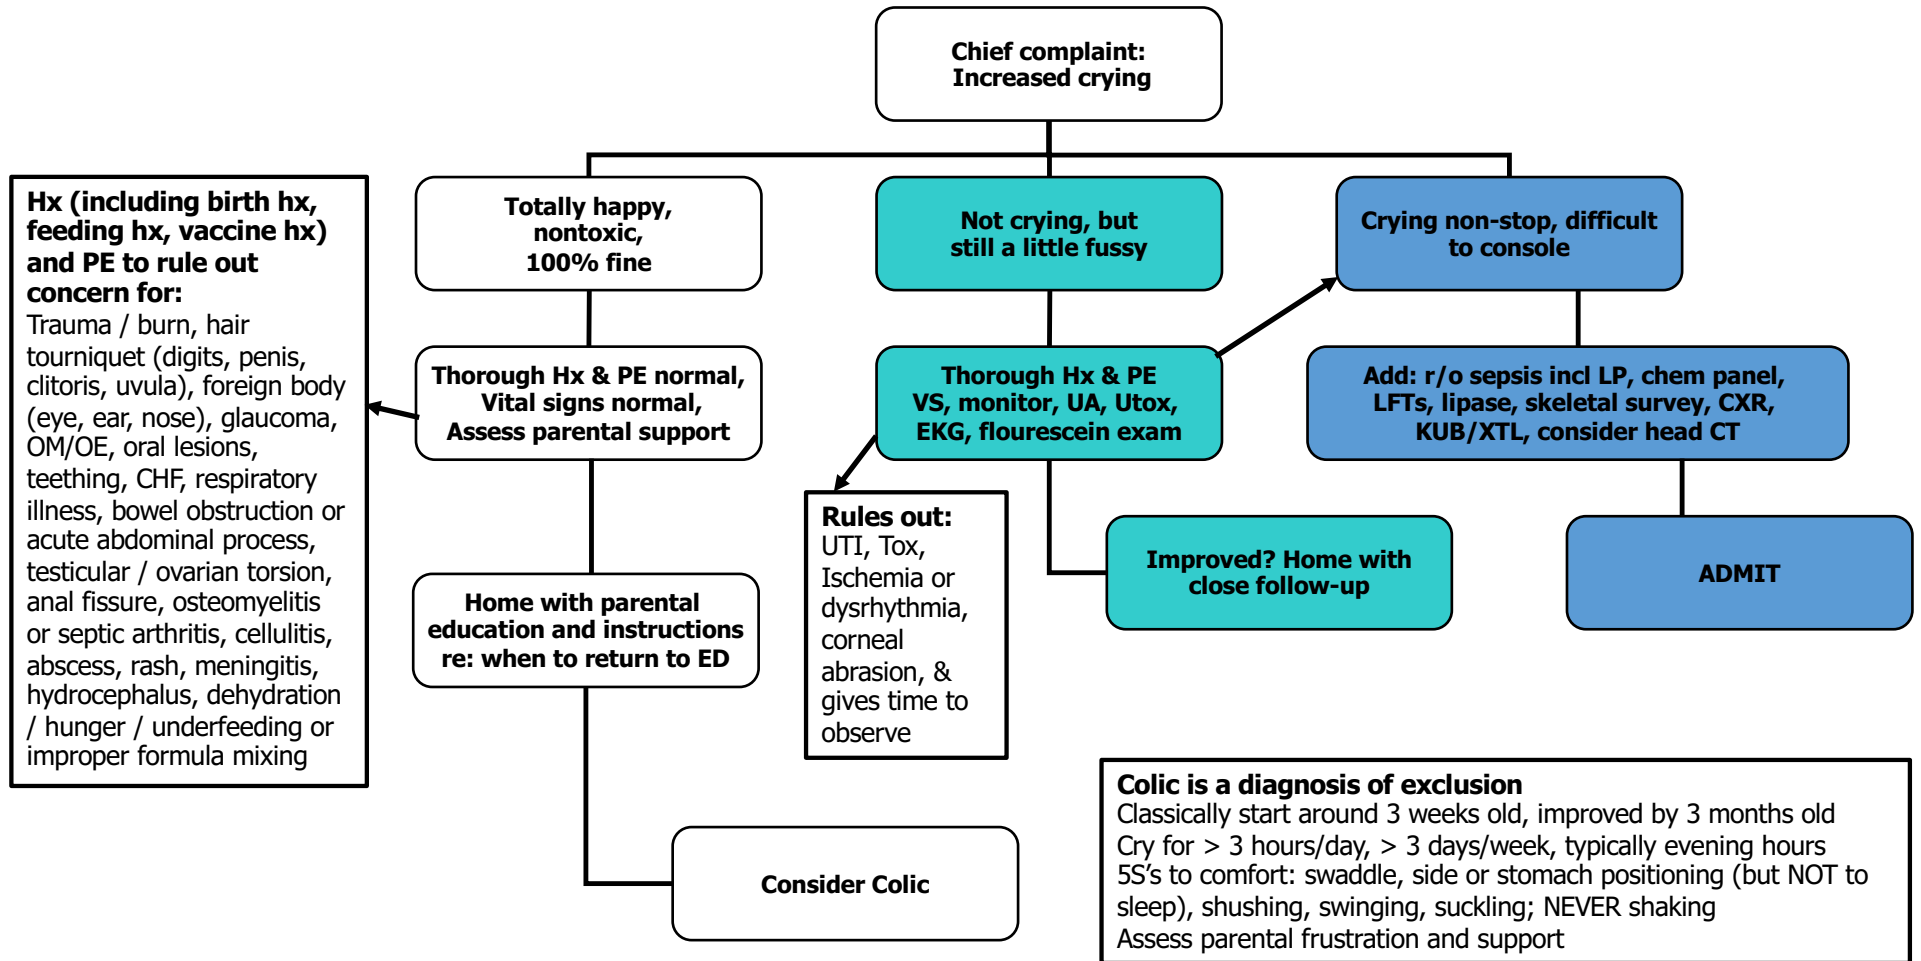 Chief complaint:
Increased crying
Hx (including birth hx,
feeding hx, vaccine hx)
and PE to rule out
concern for:
Trauma / burn, hair
tourniquet (digits, penis,
clitoris, uvula), foreign body
(eye, ear, nose), glaucoma,
OM/OE, oral lesions,
teething, CHF, respiratory
illness, bowel obstruction or
acute abdominal process,
testicular / ovarian torsion,
anal fissure, osteomyelitis
or septic arthritis, cellulitis,
abscess, rash, meningitis,
hydrocephalus, dehydration
/ hunger / underfeeding or
improper formula mixing
Totally happy,
nontoxic,
100% fine
Thorough Hx & PE normal,
Vital signs normal,
Assess parental support
Home with parental
education and instructions
re: when to return to ED
Consider Colic
Not crying, but
still a little fussy
Thorough Hx & PE
VS, monitor, UA, Utox,
EKG, flourescein exam
Rules out:
UTI, Tox,
Ischemia or
dysrhythmia,
corneal
abrasion, &
gives time to
observe
Improved? Home with
close follow-up
Crying non-stop, difficult
to console
Add: r/o sepsis incl LP, chem panel,
LFTs, lipase, skeletal survey, CXR,
KUB/XTL, consider head CT
ADMIT
Colic is a diagnosis of exclusion
Classically start around 3 weeks old, improved by 3 months old
Cry for > 3 hours/day, > 3 days/week, typically evening hours
5S's to comfort: swaddle, side or stomach positioning (but NOT to
sleep), shushing, swinging, suckling; NEVER shaking
Assess parental frustration and support